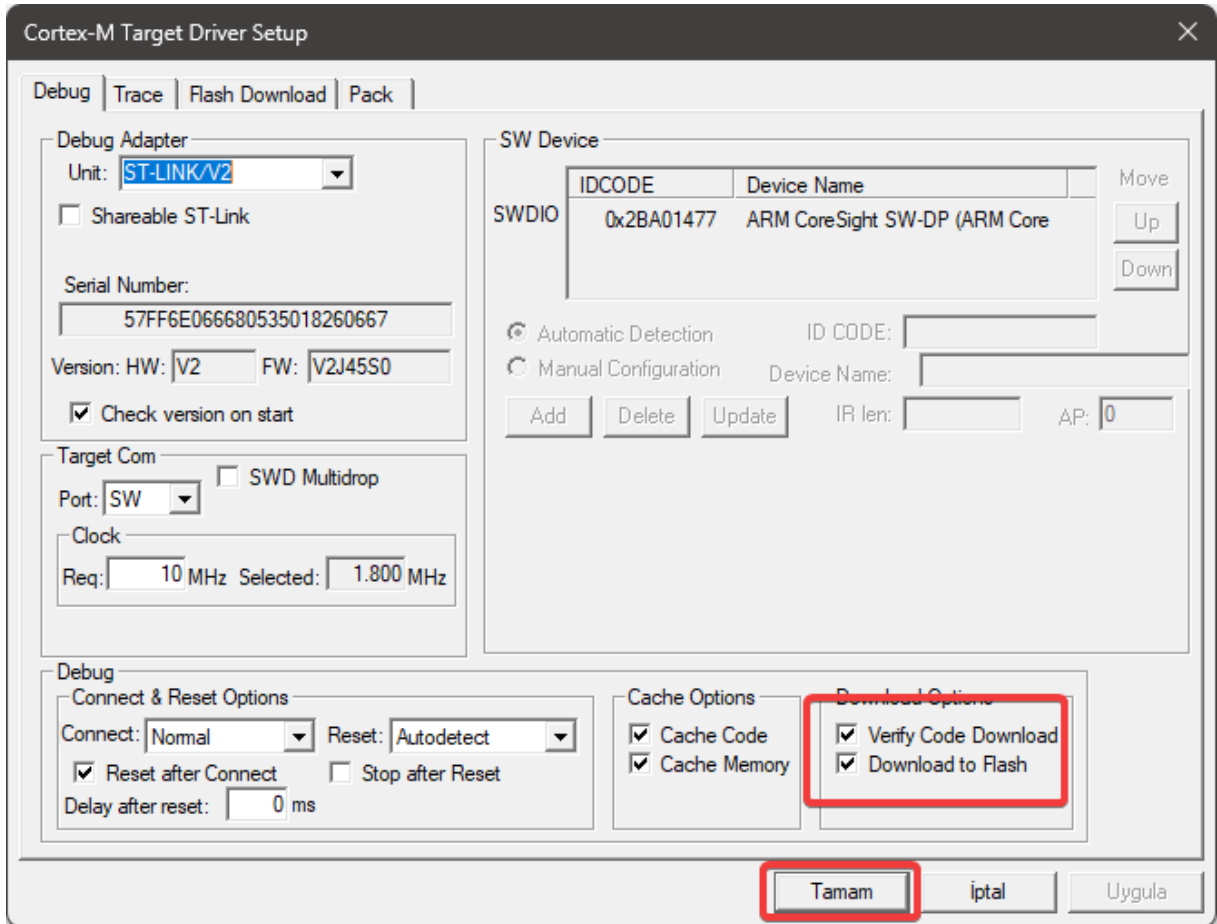 Cortex-M Target Driver Setup
Debug Trace Flash Download Pack
Debug Adapter
Unit: ST-LINK/V2
Shareable ST-Link
Serial Number:
57FF6E066680535018260667
Version: HW: V2 FW: V2J45S0
Check version on start
Target Com
Port: SW
SWD Multidrop
Clock
Req: 10 MHz Selected: 1.800 MHz
SW Device
IDCODE Device Name
SWDIO 0x2BA01477 ARM CoreSight SW-DP (ARM Core
Move
Up
Down
Automatic Detection ID CODE:
Manual Configuration Device Name:
Add Delete Update IR len: AP: 0
Debug
Connect & Reset Options
Connect: Normal Reset: Autodetect
Reset after Connect Stop after Reset
Delay after reset: 0 ms
Cache Options
Cache Code
Cache Memory
Download Options
Verify Code Download
Download to Flash
Tamam İptal Uygula